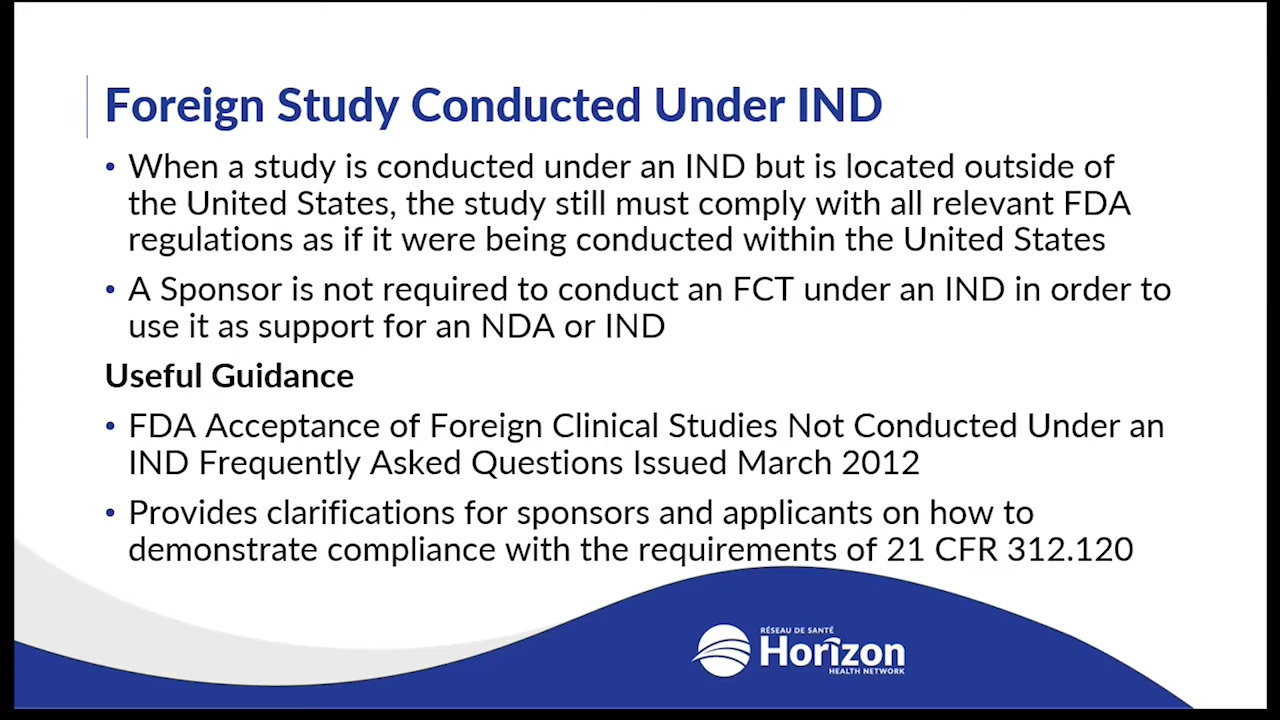 Foreign Study Conducted Under IND
• When a study is conducted under an IND but is located outside of
the United States, the study still must comply with all relevant FDA
regulations as if it were being conducted within the United States
• A Sponsor is not required to conduct an FCT under an IND in order to
use it as support for an NDA or IND
Useful Guidance
• FDA Acceptance of Foreign Clinical Studies Not Conducted Under an
IND Frequently Asked Questions Issued March 2012
• Provides clarifications for sponsors and applicants on how to
demonstrate compliance with the requirements of 21 CFR 312.120
RÉSEAU DE SANTÉ
Horizon
HEALTH NETWORK